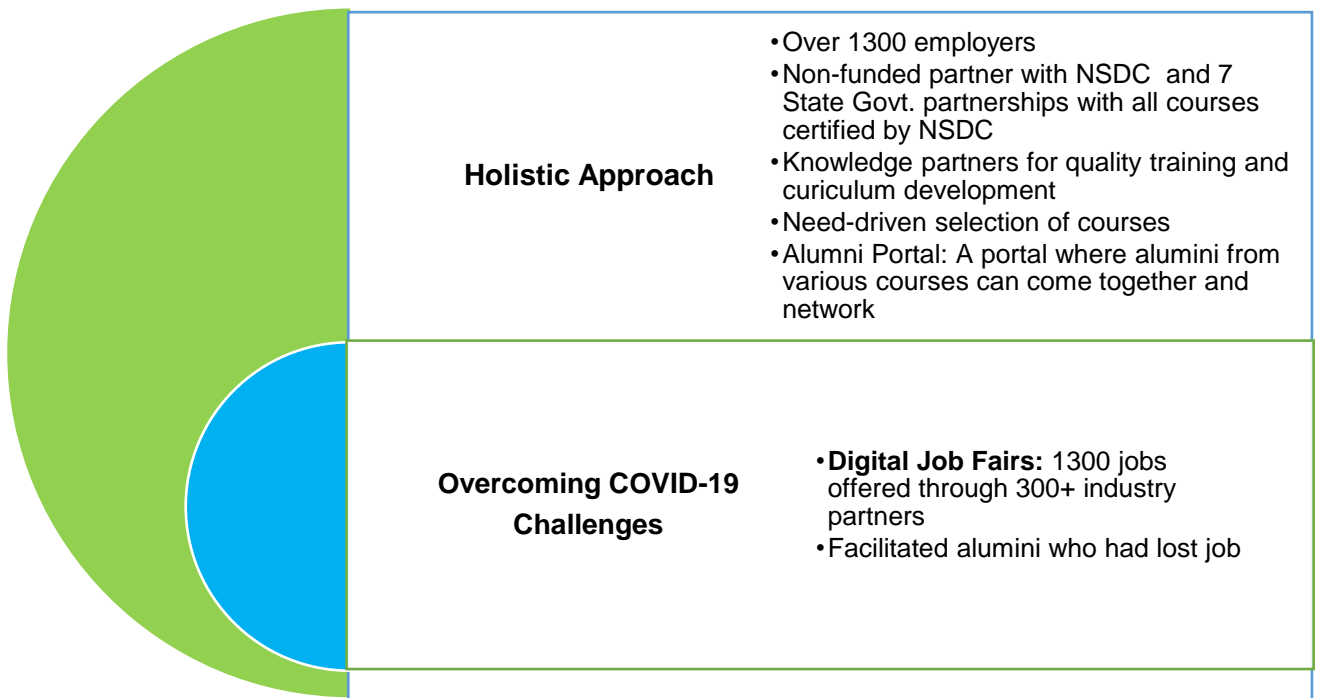 Holistic Approach
•Over 1300 employers
•Non-funded partner with NSDC and 7
State Govt. partnerships with all courses
certified by NSDC
•Knowledge partners for quality training and
curiculum development
•Need-driven selection of courses
•Alumni Portal: A portal where alumini from
various courses can come together and
network
Overcoming COVID-19
Challenges
•Digital Job Fairs: 1300 jobs
offered through 300+ industry
partners
•Facilitated alumini who had lost job